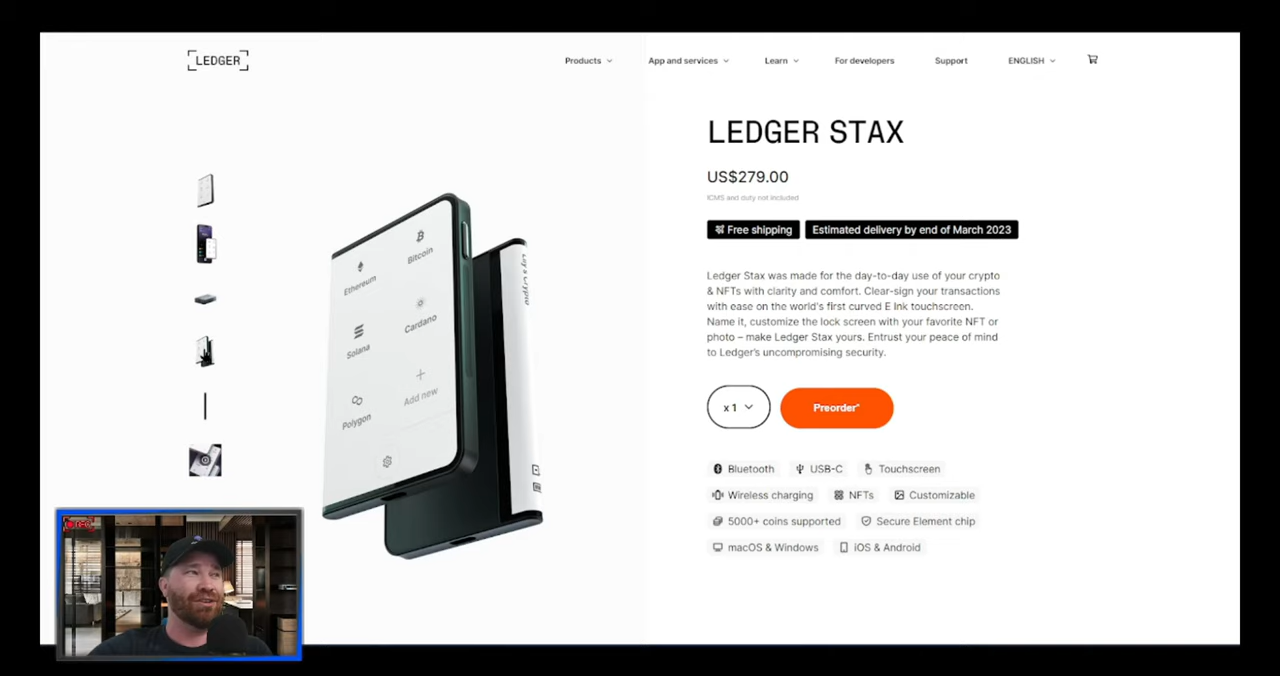 LEDGER
Products
App and services
Learn
For developers
Support
ENGLISH
LEDGER STAX
US$279.00
ICMS and duty not included
Free shipping
Estimated delivery by end of March 2023
Ledger Stax was made for the day-to-day use of your crypto
& NFTs with clarity and comfort. Clear-sign your transactions
with ease on the world's first curved E Ink touchscreen.
Name it, customize the lock screen with your favorite NFT or
photo – make Ledger Stax yours. Entrust your peace of mind
to Ledger's uncompromising security.
x 1
Preorder*
Bluetooth
USB-C
Touchscreen
Wireless charging
NFTs
Customizable
5000+ coins supported
Secure Element chip
macOS & Windows
iOS & Android
Ethereum
Bitcoin
Solana
Cardano
Polygon
Add new